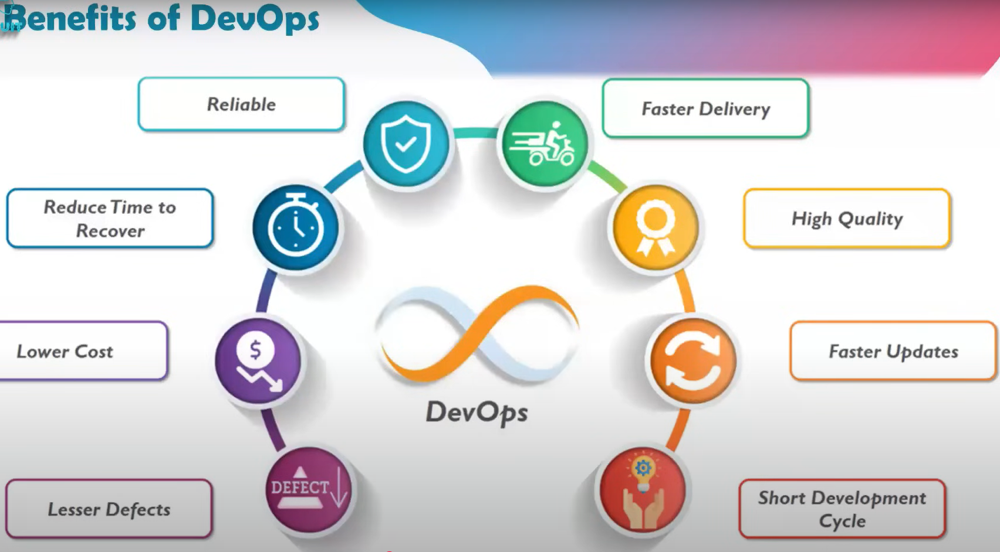 Benefits of DevOps
UIT
Reliable
Faster Delivery
Reduce Time to
Recover
High Quality
$
Lower Cost
Faster Updates
DevOps
DEFECT
Lesser Defects
Short Development
Cycle